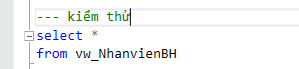 --- kiểm thử
select *
from vw_NhanvienBH